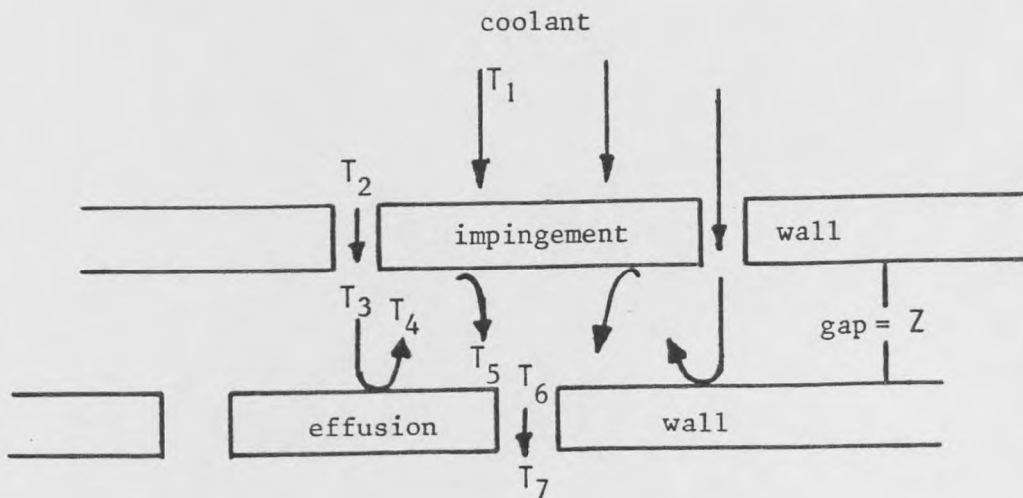 coolant
T1
T2
impingement
wall
T3
T4
gap = Z
T5
T6
effusion
wall
T7